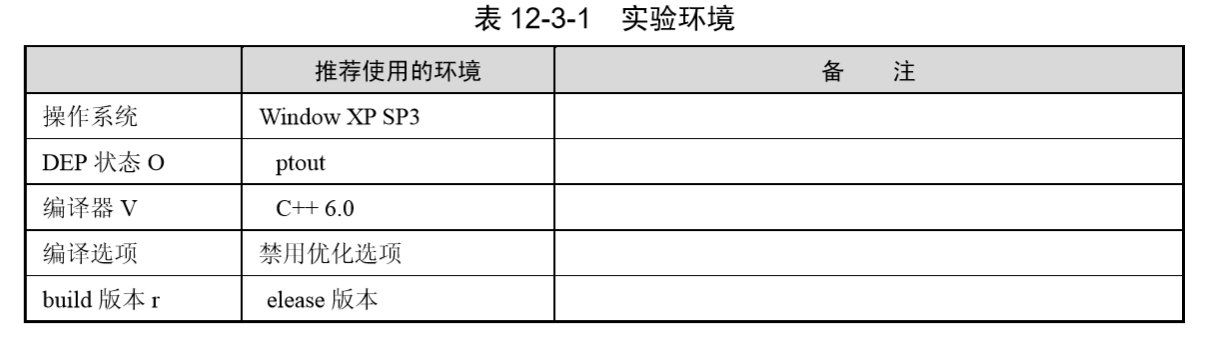 表 12-3-1 实验环境
推荐使用的环境 备 注
操作系统 Window XP SP3
DEP 状态 O ptout
编译器 V C++ 6.0
编译选项 禁用优化选项
build 版本 r elease 版本